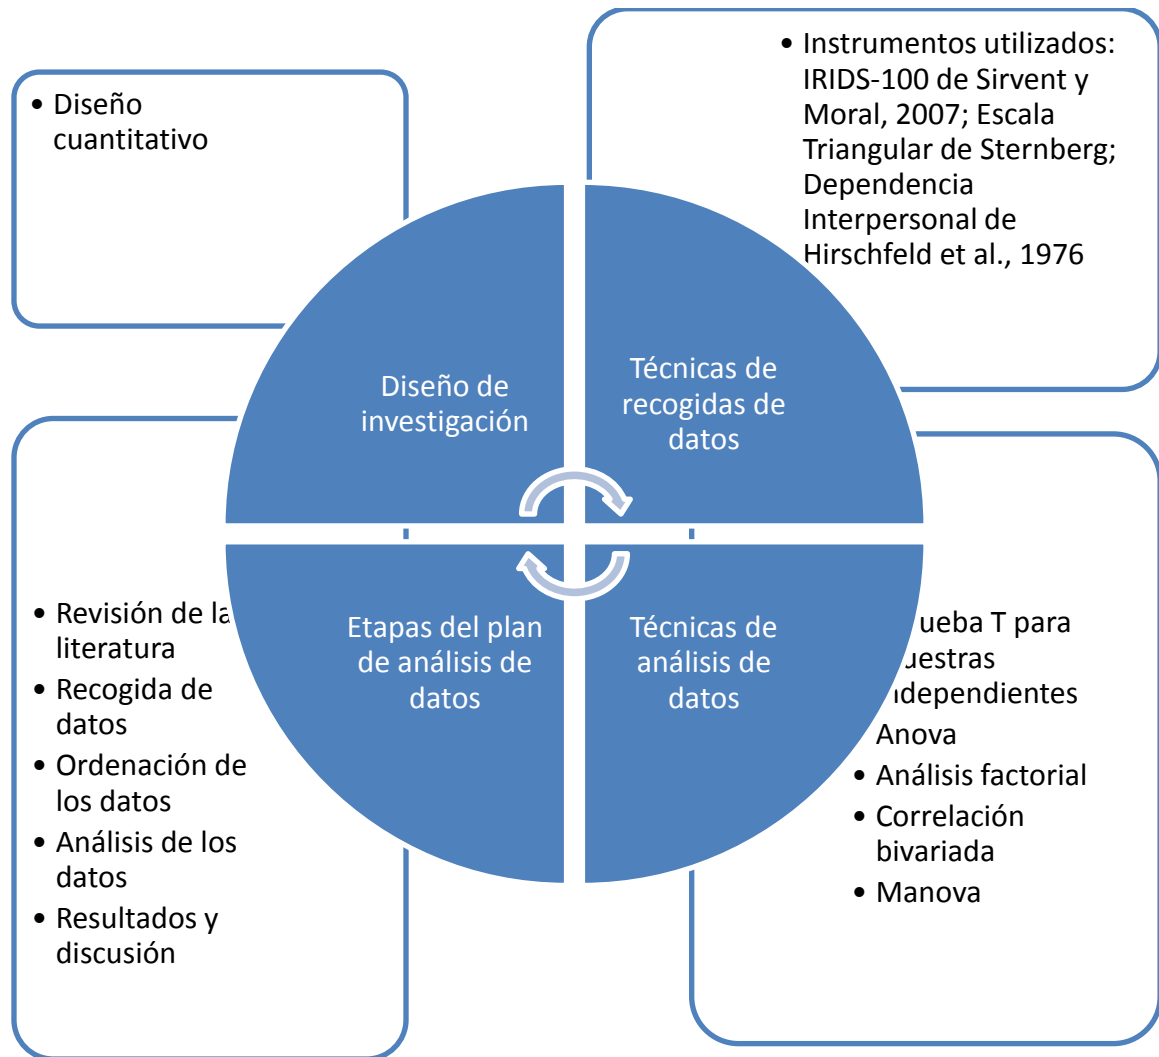 • Diseño
cuantitativo
• Instrumentos utilizados:
IRIDS-100 de Sirvent y
Moral, 2007; Escala
Triangular de Sternberg;
Dependencia
Interpersonal de
Hirschfeld et al., 1976
Diseño de
investigación
Técnicas de
recogidas de
datos
Etapas del plan
de análisis de
datos
Técnicas de
análisis de
datos
• Revisión de la
literatura
• Recogida de
datos
• Ordenación de
los datos
• Análisis de los
datos
• Resultados y
discusión
ueba T para
uestras
ndependientes
Anova
• Análisis factorial
• Correlación
bivariada
• Manova